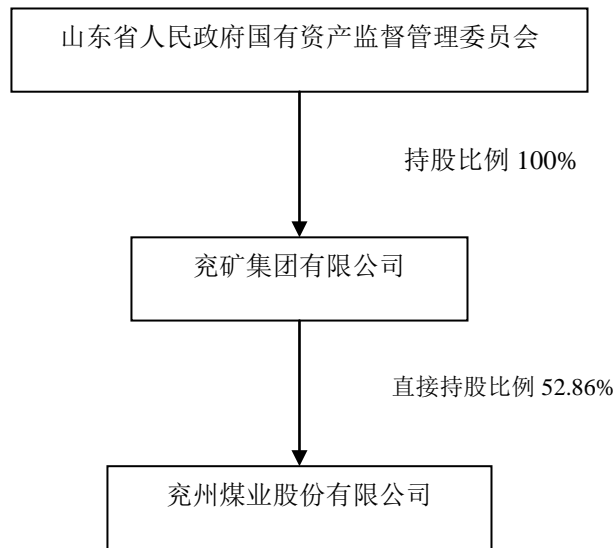 山东省人民政府国有资产监督管理委员会
持股比例 100%
兖矿集团有限公司
直接持股比例 52.86%
兖州煤业股份有限公司